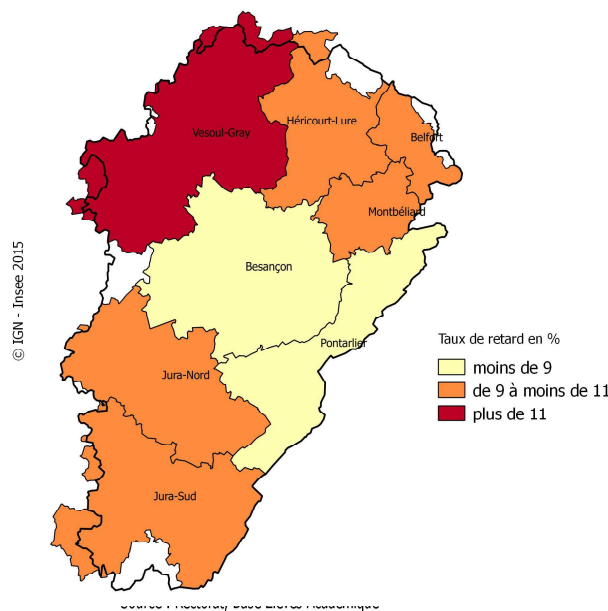 Vesoul-Gray
Héricourt-Lure
Belfort
Montbéliard
Besançon
Pontarlier
Jura-Nord
Jura-Sud
© IGN - Insee 2015
Taux de retard en %
moins de 9
de 9 à moins de 11
plus de 11